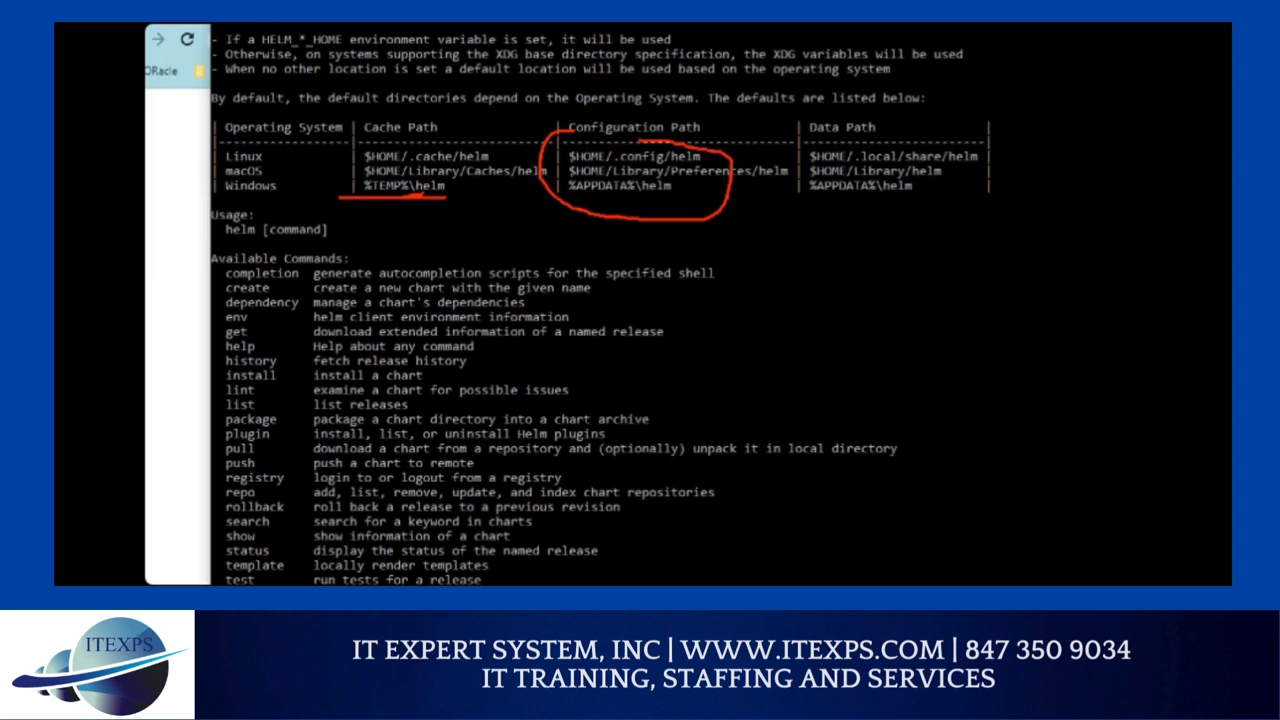 - If a HELM_*_HOME environment variable is set, it will be used
- Otherwise, on systems supporting the XDG base directory specification, the XDG variables will be used
- When no other location is set a default location will be used based on the operating system
ORacle
By default, the default directories depend on the Operating System. The defaults are listed below:
| Operating System | Cache Path | Configuration Path | Data Path |
| Linux | $HOME/.cache/helm | $HOME/.config/helm | $HOME/.local/share/helm |
| macOS | $HOME/Library/Caches/helm | $HOME/Library/Preferences/helm | $HOME/Library/helm |
| Windows | %TEMP%\helm | %APPDATA%\helm | %APPDATA%\helm |
Usage:
helm [command]
Available Commands:
completion generate autocompletion scripts for the specified shell
create create a new chart with the given name
dependency manage a chart's dependencies
env helm client environment information
get download extended information of a named release
help Help about any command
history fetch release history
install install a chart
lint examine a chart for possible issues
list list releases
package package a chart directory into a chart archive
plugin install, list, or uninstall Helm plugins
pull download a chart from a repository and (optionally) unpack it in local directory
push push a chart to remote
registry login to or logout from a registry
repo add, list, remove, update, and index chart repositories
rollback roll back a release to a previous revision
search search for a keyword in charts
show show information of a chart
status display the status of the named release
template locally render templates
test run tests for a release
ITEXPS
IT EXPERT SYSTEM, INC | WWW.ITEXPS.COM | 847 350 9034
IT TRAINING, STAFFING AND SERVICES